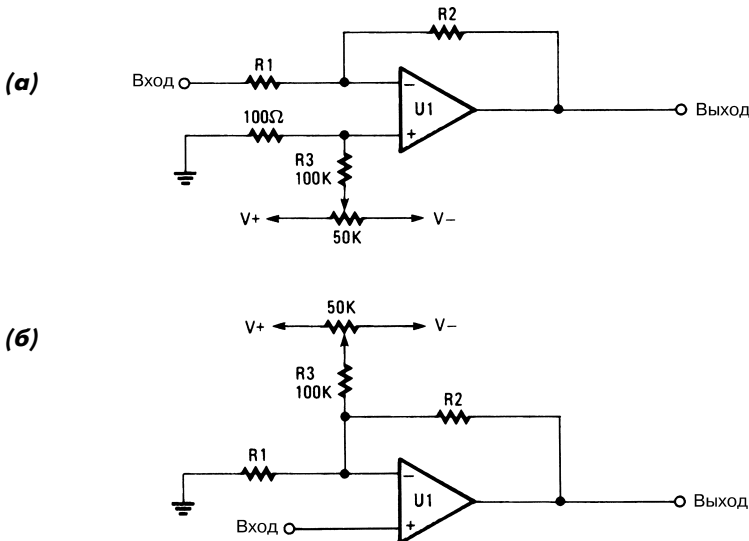 (а)
R2
R1
Вход
−
U1
+
Выход
100Ω
R3
100K
V+
V−
50K
(б)
50K
V+
V−
R3
100K
R2
R1
−
U1
+
Выход
Вход